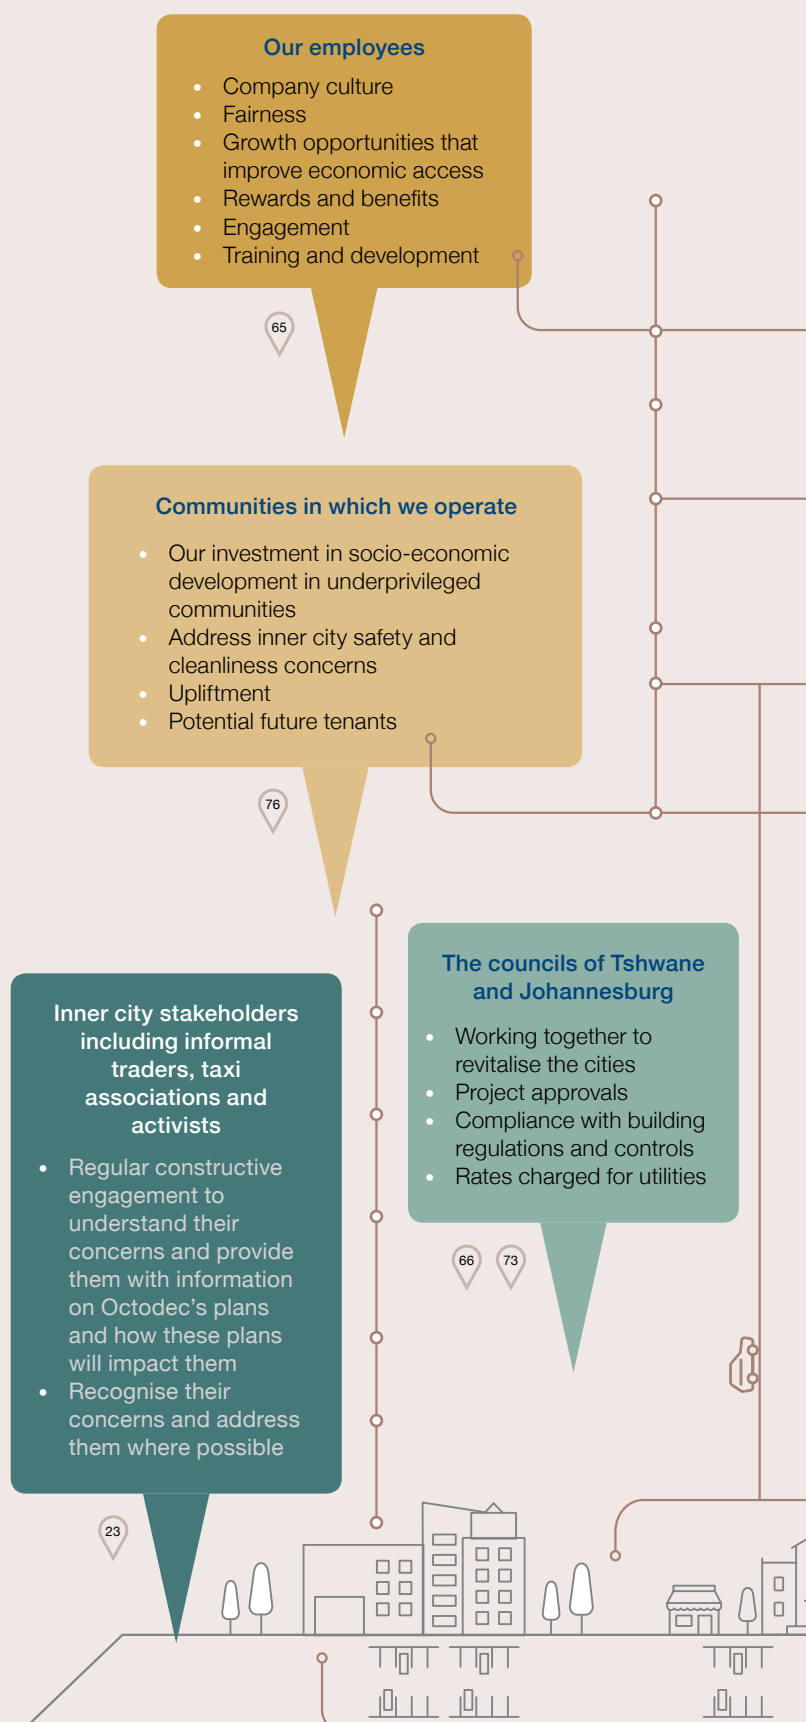 Our employees
• Company culture
• Fairness
• Growth opportunities that
improve economic access
• Rewards and benefits
• Engagement
• Training and development
65
Communities in which we operate
• Our investment in socio-economic
development in underprivileged
communities
• Address inner city safety and
cleanliness concerns
• Upliftment
• Potential future tenants
76
The councils of Tshwane
and Johannesburg
• Working together to
revitalise the cities
• Project approvals
• Compliance with building
regulations and controls
• Rates charged for utilities
66 73
Inner city stakeholders
including informal
traders, taxi
associations and
activists
• Regular constructive
engagement to
understand their
concerns and provide
them with information
on Octodec’s plans
and how these plans
will impact them
• Recognise their
concerns and address
them where possible
23